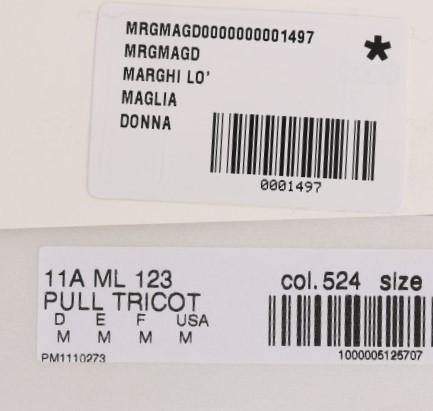 MRGMAGD0000000001497
MRGMAGD
MARGHI LO'
MAGLIA
DONNA
*
0001497
11A ML 123
PULL TRICOT
col. 524 size
D E F USA
M M M M
PM1110273
1000005125707